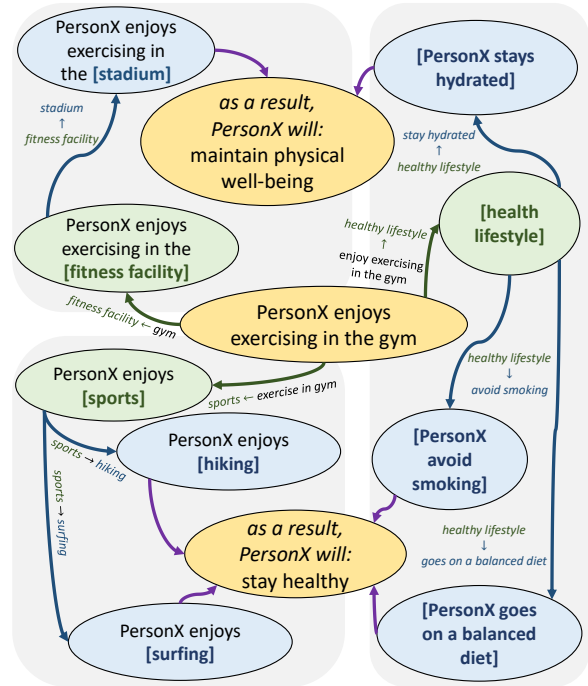 PersonX enjoys
exercising in
the [stadium]
[PersonX stays
hydrated]
as a result,
PersonX will:
maintain physical
well-being
stadium
↑
fitness facility
stay hydrated
↑
healthy lifestyle
PersonX enjoys
exercising in the
[fitness facility]
healthy lifestyle
↑
enjoy exercising
in the gym
[health
lifestyle]
fitness facility ← gym
PersonX enjoys
exercising in the gym
PersonX enjoys
[sports]
sports ← exercise in gym
healthy lifestyle
↓
avoid smoking
sports → hiking
PersonX enjoys
[hiking]
[PersonX
avoid
smoking]
sports → surfing
as a result,
PersonX will:
stay healthy
healthy lifestyle
↓
goes on a balanced diet
PersonX enjoys
[surfing]
[PersonX goes
on a balanced
diet]